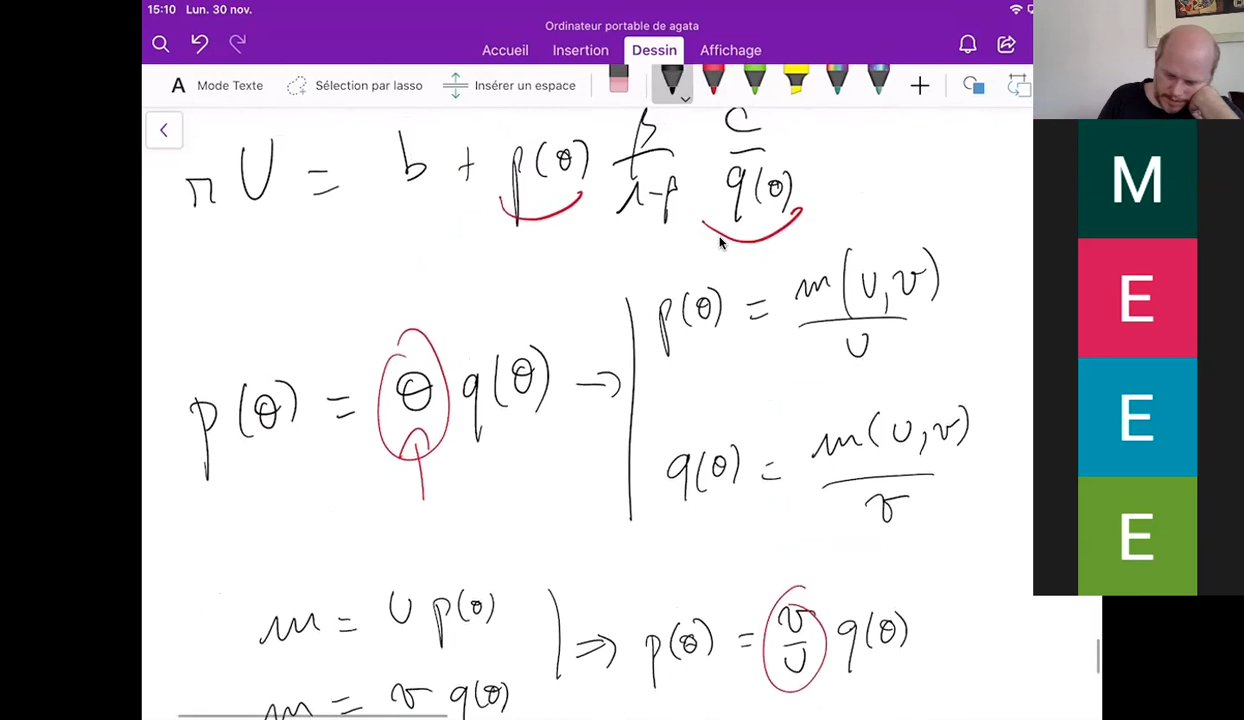 15:10 Lun. 30 nov.
Ordinateur portable de agata
Accueil Insertion Dessin Affichage
A Mode Texte Sélection par lasso Insérer un espace
r U = b + p(θ) β/(1-β) c/q(θ)
p(θ) = θ q(θ) → p(θ) = m(U,v)/U
q(θ) = m(U,v)/v
m = U p(θ)
m = v q(θ)
⇒ p(θ) = v/U q(θ)
M
E
E
E